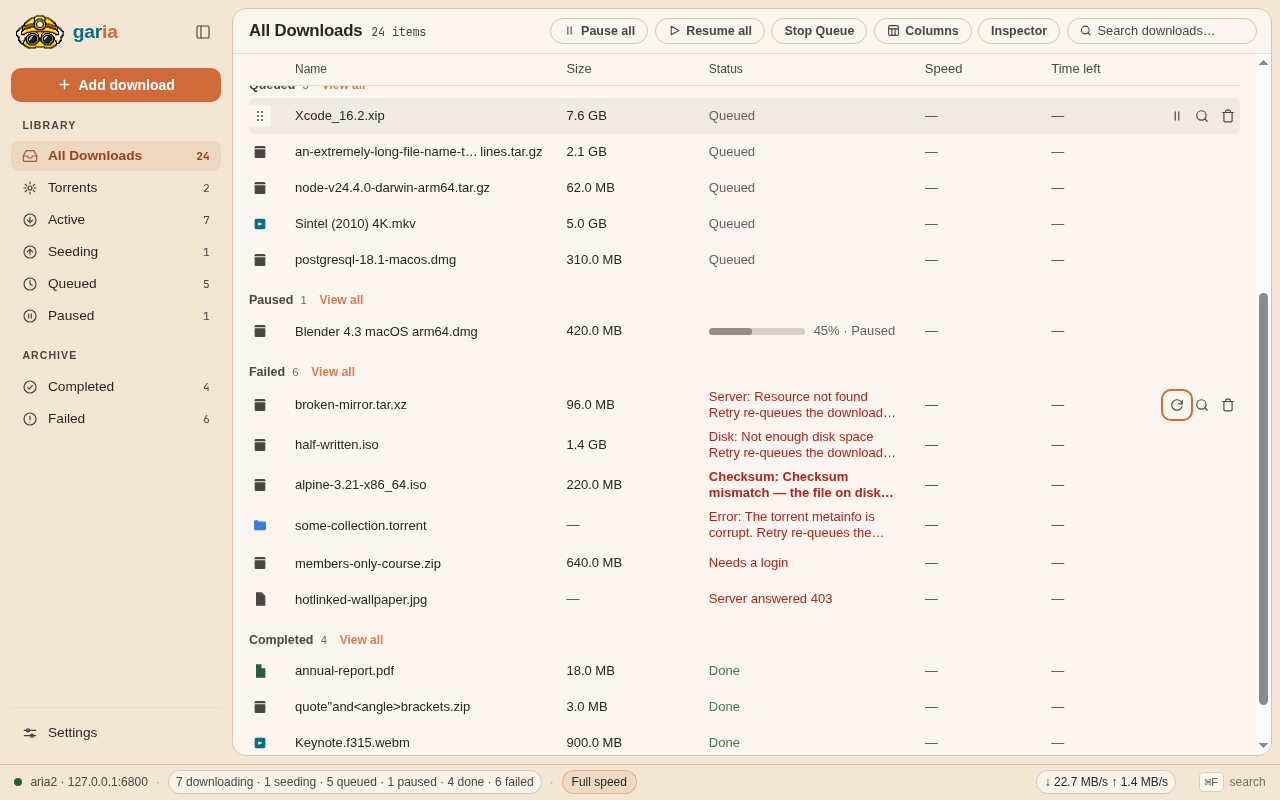 garia
Add download
LIBRARY
All Downloads 24
Torrents 2
Active 7
Seeding 1
Queued 5
Paused 1
ARCHIVE
Completed 4
Failed 6
Settings
All Downloads 24 items
Pause all
Resume all
Stop Queue
Columns
Inspector
Search downloads…
Name Size Status Speed Time left
Queued 5 View all
Xcode_16.2.xip 7.6 GB Queued — —
an-extremely-long-file-name-t… lines.tar.gz 2.1 GB Queued — —
node-v24.4.0-darwin-arm64.tar.gz 62.0 MB Queued — —
Sintel (2010) 4K.mkv 5.0 GB Queued — —
postgresql-18.1-macos.dmg 310.0 MB Queued — —
Paused 1 View all
Blender 4.3 macOS arm64.dmg 420.0 MB 45% · Paused — —
Failed 6 View all
broken-mirror.tar.xz 96.0 MB Server: Resource not found — —
Retry re-queues the download…
half-written.iso 1.4 GB Disk: Not enough disk space — —
Retry re-queues the download…
alpine-3.21-x86_64.iso 220.0 MB Checksum: Checksum — —
mismatch — the file on disk…
some-collection.torrent — Error: The torrent metainfo is — —
corrupt. Retry re-queues the…
members-only-course.zip 640.0 MB Needs a login — —
hotlinked-wallpaper.jpg — Server answered 403 — —
Completed 4 View all
annual-report.pdf 18.0 MB Done — —
quote"and<angle>brackets.zip 3.0 MB Done — —
Keynote.f315.webm 900.0 MB Done — —
aria2 · 127.0.0.1:6800 · 7 downloading · 1 seeding · 5 queued · 1 paused · 4 done · 6 failed · Full speed
↓ 22.7 MB/s ↑ 1.4 MB/s
⌘F search